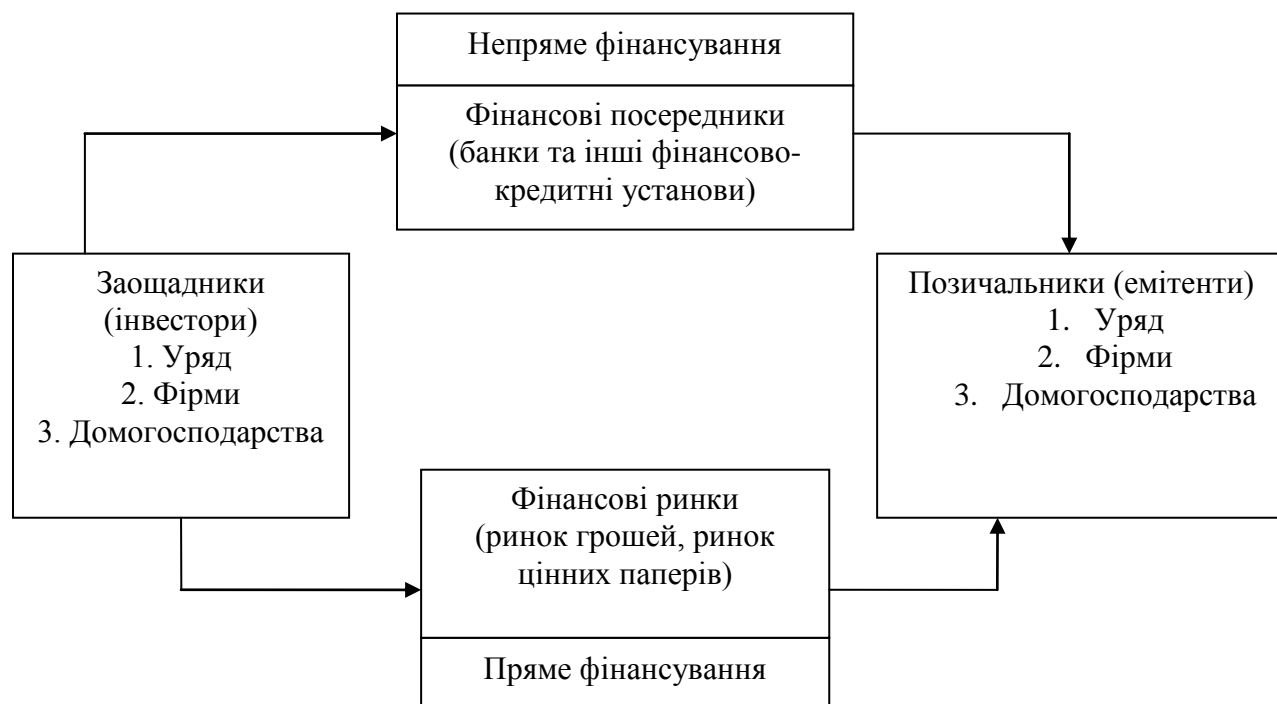 Непряме фінансування
Фінансові посередники
(банки та інші фінансово-
кредитні установи)
Заощадники
(інвестори)
1. Уряд
2. Фірми
3. Домогосподарства
Позичальники (емітенти)
1. Уряд
2. Фірми
3. Домогосподарства
Фінансові ринки
(ринок грошей, ринок
цінних паперів)
Пряме фінансування